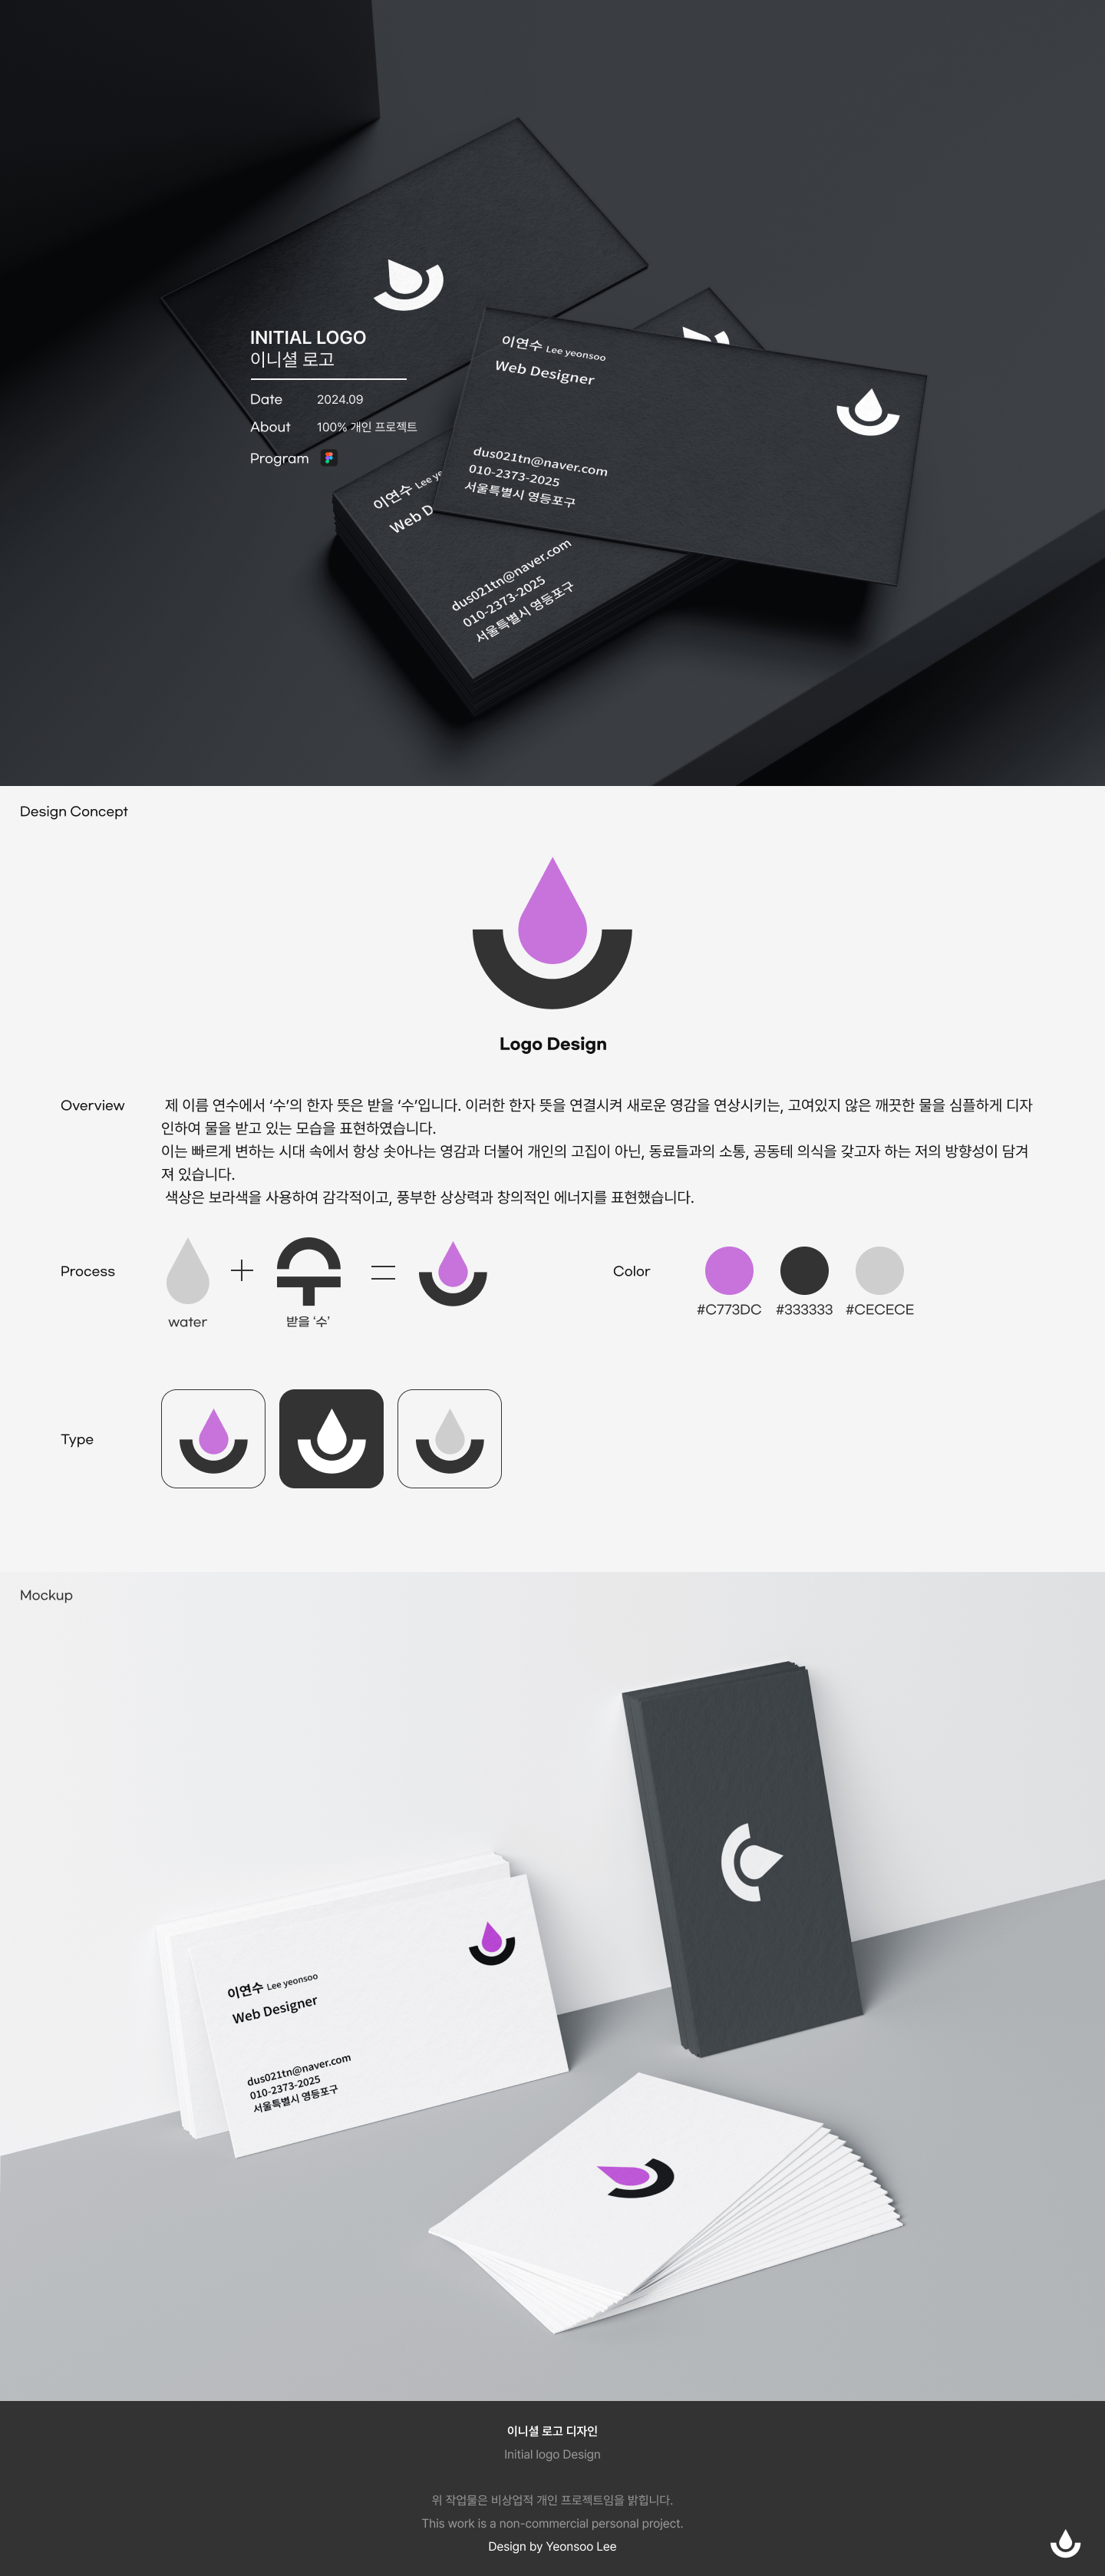 INITIAL LOGO
이니셜 로고
Date 2024.09
About 100% 개인 프로젝트
Program
이연수 Lee yeonsoo
Web Designer
dus021tn@naver.com
010-2373-2025
서울특별시 영등포구
이연수 Lee ye
Web D
dus021tn@naver.com
010-2373-2025
서울특별시 영등포구
Design Concept
Logo Design
Overview
제 이름 연수에서 ‘수’의 한자 뜻은 받을 ‘수’입니다. 이러한 한자 뜻을 연결시켜 새로운 영감을 연상시키는, 고여있지 않은 깨끗한 물을 심플하게 디자
인하여 물을 받고 있는 모습을 표현하였습니다.
이는 빠르게 변하는 시대 속에서 항상 솟아나는 영감과 더불어 개인의 고집이 아닌, 동료들과의 소통, 공동테 의식을 갖고자 하는 저의 방향성이 담겨
져 있습니다.
색상은 보라색을 사용하여 감각적이고, 풍부한 상상력과 창의적인 에너지를 표현했습니다.
Process
water
받을 ‘수’
Color
#C773DC #333333 #CECECE
Type
Mockup
이연수 Lee yeonsoo
Web Designer
dus021tn@naver.com
010-2373-2025
서울특별시 영등포구
이니셜 로고 디자인
Initial logo Design
위 작업물은 비상업적 개인 프로젝트임을 밝힙니다.
This work is a non-commercial personal project.
Design by Yeonsoo Lee